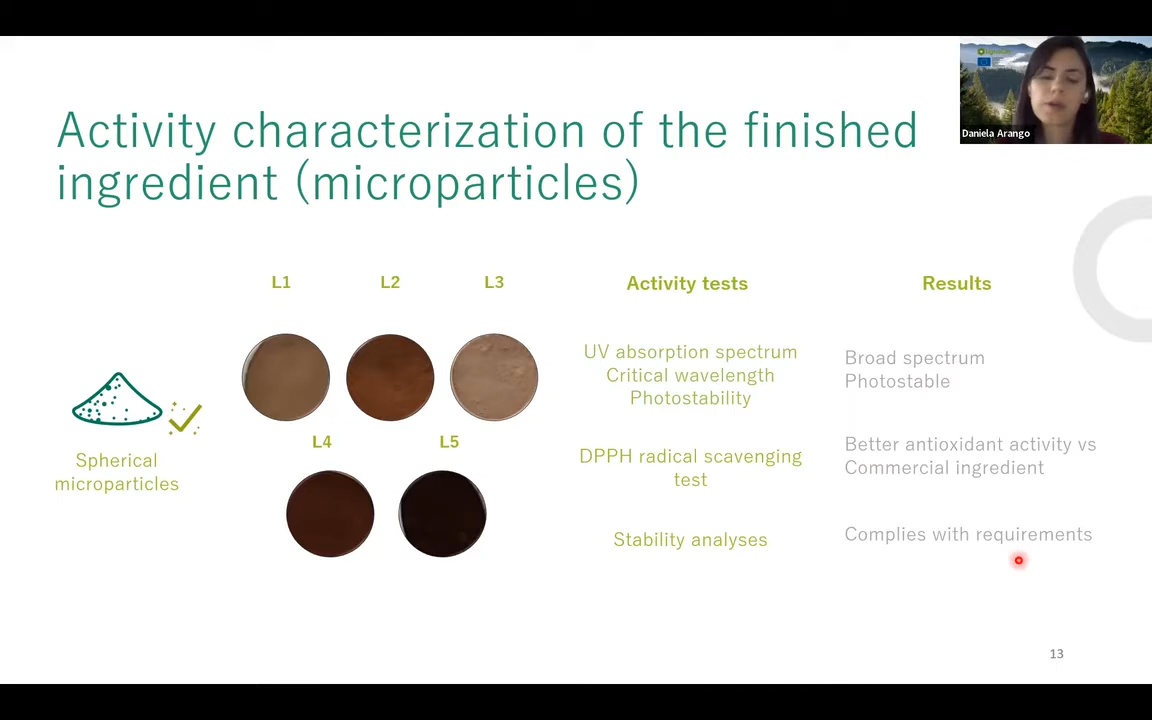 Daniela Arango
Activity characterization of the finished
ingredient (microparticles)
L1
L2
L3
Activity tests
Results
UV absorption spectrum
Critical wavelength
Photostability
Broad spectrum
Photostable
L4
L5
Spherical
microparticles
DPPH radical scavenging
test
Better antioxidant activity vs
Commercial ingredient
Stability analyses
Complies with requirements
13